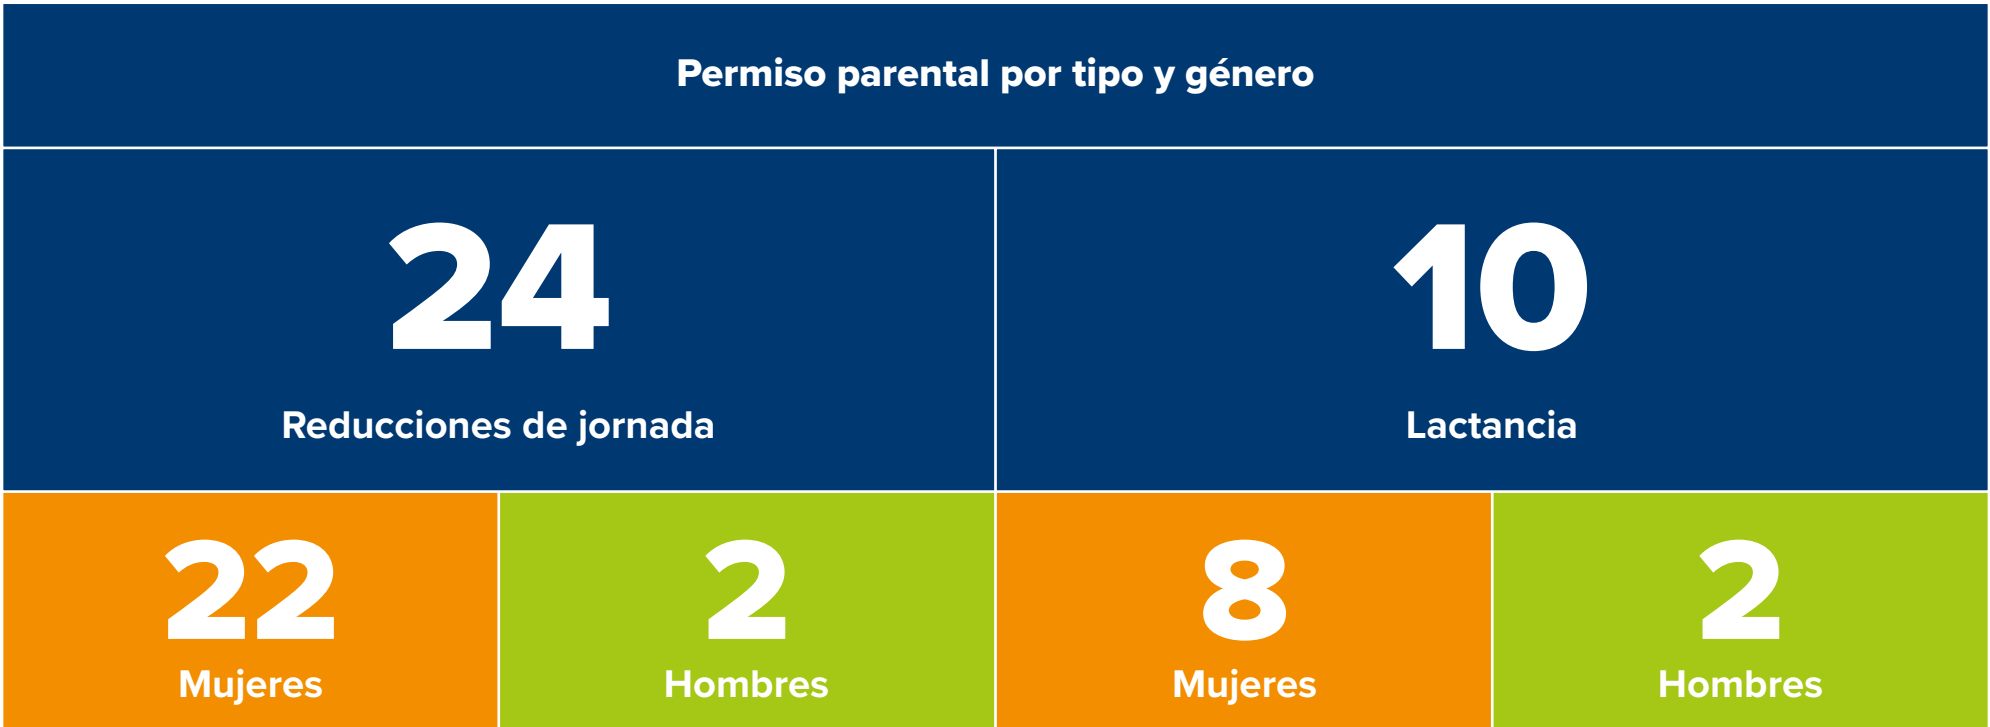 Permiso parental por tipo y género
24
Reducciones de jornada
10
Lactancia
22
Mujeres
2
Hombres
8
Mujeres
2
Hombres